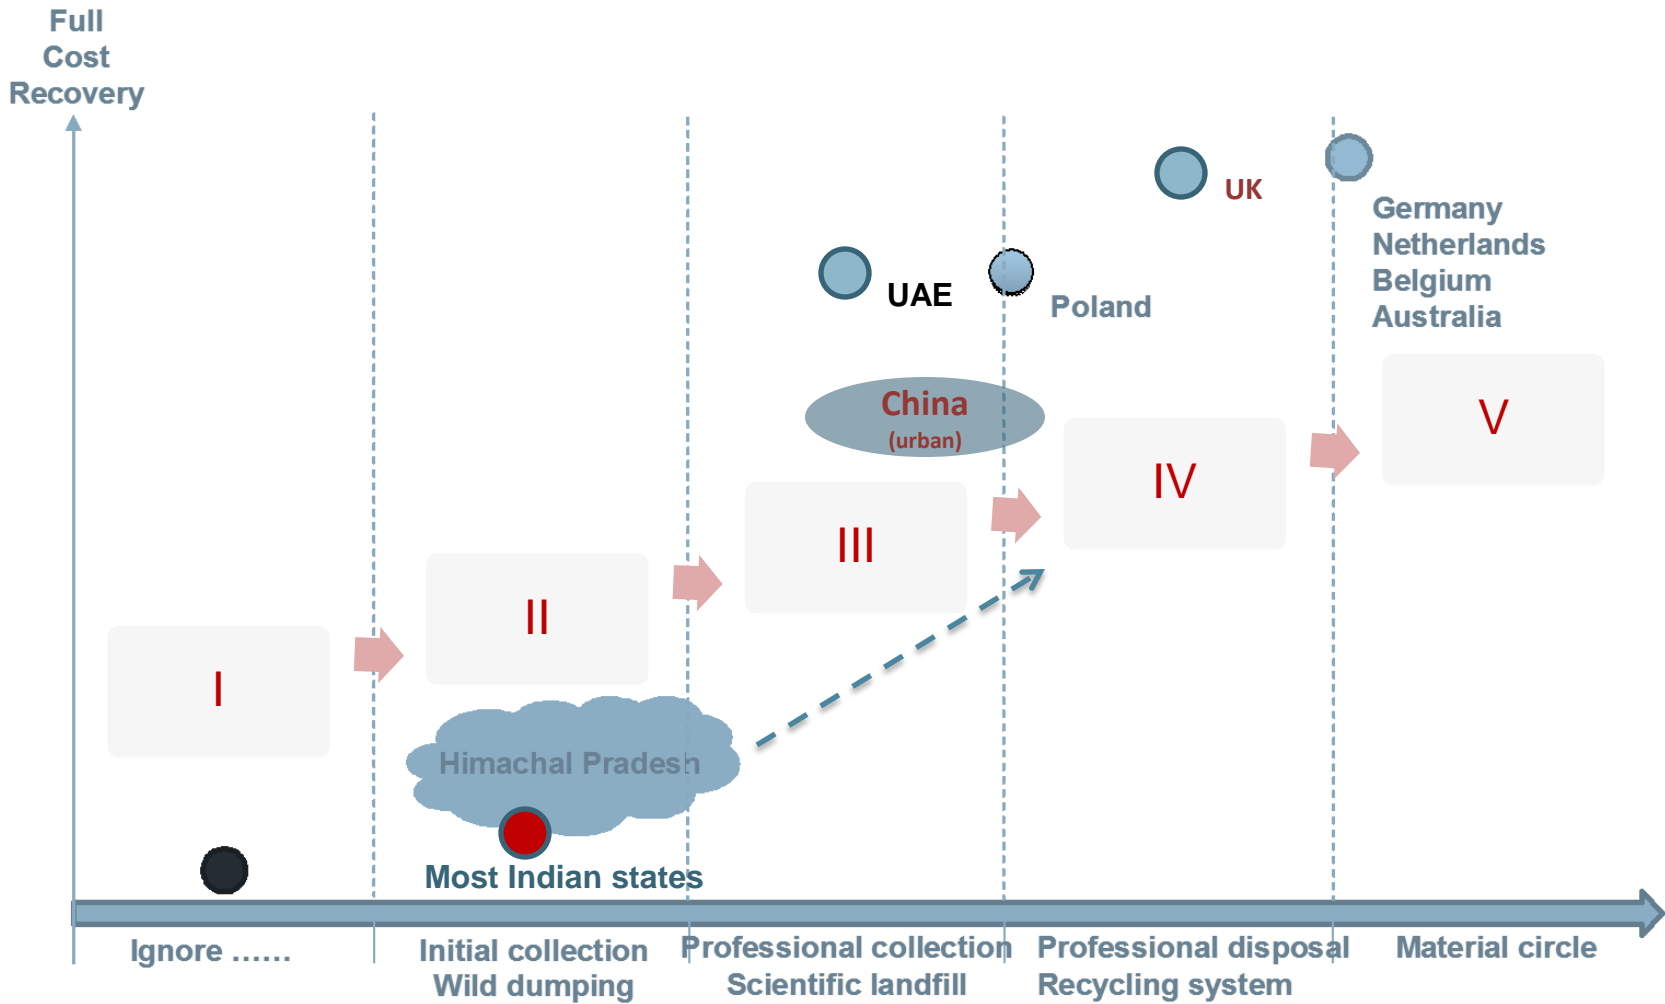 Full
Cost
Recovery
UK
Germany
Netherlands
Belgium
Australia
UAE
Poland
China
(urban)
V
IV
III
II
I
Himachal Pradesh
Most Indian states
Ignore ......
Initial collection
Wild dumping
Professional collection
Scientific landfill
Professional disposal
Recycling system
Material circle